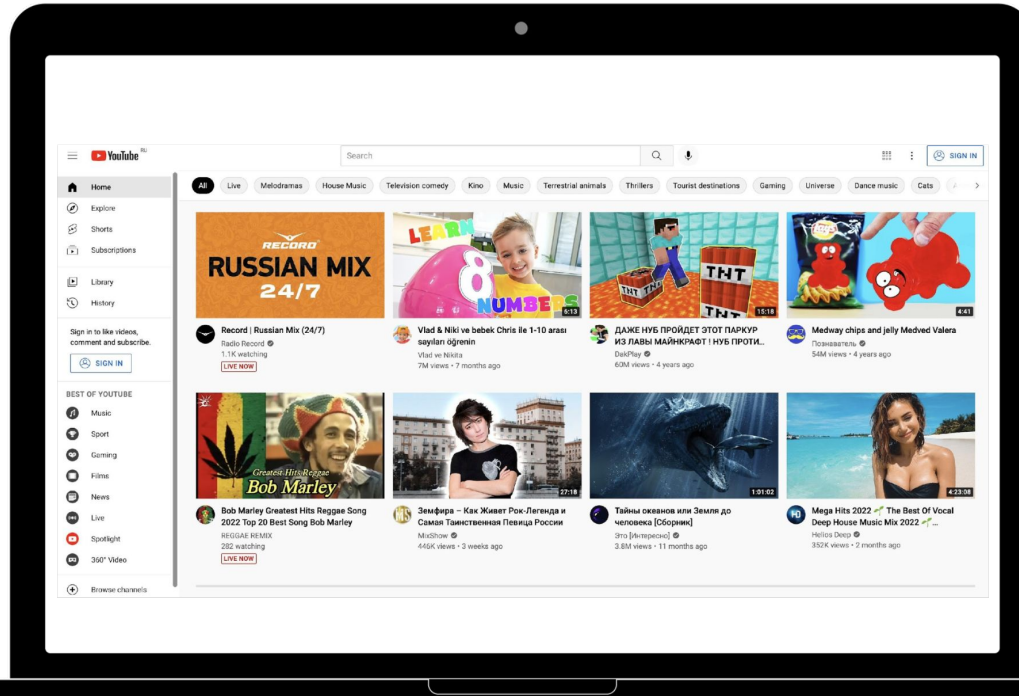 YouTube RU
Search
SIGN IN
Home
Explore
Shorts
Subscriptions
Library
History
Sign in to like videos,
comment and subscribe.
SIGN IN
BEST OF YOUTUBE
Music
Sport
Gaming
Films
News
Live
Spotlight
360° Video
Browse channels
All Live Melodramas House Music Television comedy Kino Music Terrestrial animals Thrillers Tourist destinations Gaming Universe Dance music Cats
RECORD
RUSSIAN MIX
24/7
Record | Russian Mix (24/7)
Radio Record
1.1K watching
LIVE NOW
LEARN
8
NUMBERS
6:13
Vlad & Niki ve bebek Chris ile 1-10 arası
sayıları öğrenin
Vlad ve Nikita
7M views • 7 months ago
TNT
TNT TNT
TNT
15:18
ДАЖЕ НУБ ПРОЙДЕТ ЭТОТ ПАРКУР
ИЗ ЛАВЫ МАЙНКРАФТ ! НУБ ПРОТИ...
DakPlay
60M views • 4 years ago
4:41
Medway chips and jelly Medved Valera
Познаватель
54M views • 4 years ago
Greatest Hits Reggae
Bob Marley
Bob Marley Greatest Hits Reggae Song
2022 Top 20 Best Song Bob Marley
REGGAE REMIX
282 watching
LIVE NOW
27:18
Земфира – Как Живет Рок-Легенда и
Самая Таинственная Певица России
MixShow
446K views • 3 weeks ago
1:01:02
Тайны океанов или Земля до
человека [Сборник]
Это [Интересно]
3.8M views • 11 months ago
4:23:08
HD
Mega Hits 2022 🌱 The Best Of Vocal
Deep House Music Mix 2022 🌱...
Helios Deep
352K views • 2 months ago